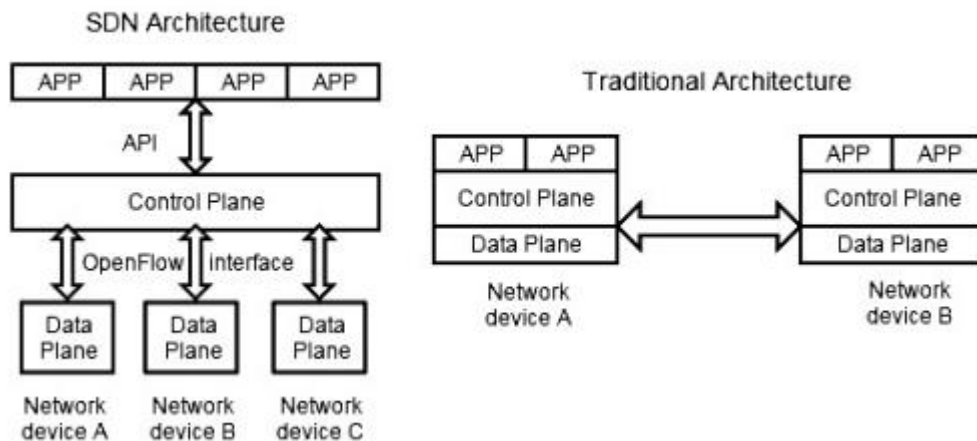 SDN Architecture
APP APP APP APP
API
Control Plane
OpenFlow interface
Data Plane
Data Plane
Data Plane
Network device A
Network device B
Network device C
Traditional Architecture
APP APP
Control Plane
Data Plane
Network device A
APP APP
Control Plane
Data Plane
Network device B